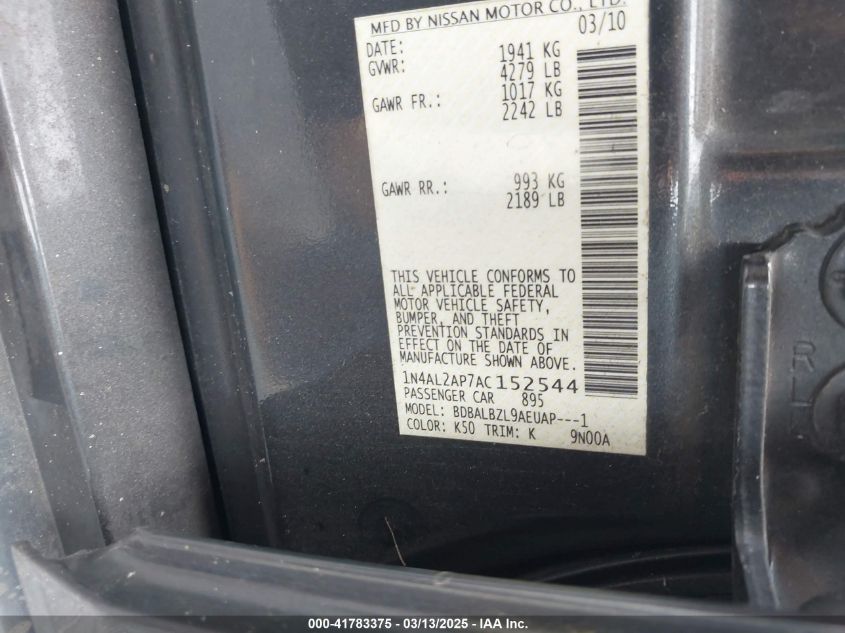 MFD BY NISSAN MOTOR CO., LTD.
DATE: 03/10
GVWR: 1941 KG
4279 LB
GAWR FR.: 1017 KG
2242 LB
GAWR RR.: 993 KG
2189 LB
THIS VEHICLE CONFORMS TO
ALL APPLICABLE FEDERAL
MOTOR VEHICLE SAFETY,
BUMPER, AND THEFT
PREVENTION STANDARDS IN
EFFECT ON THE DATE OF
MANUFACTURE SHOWN ABOVE.
1N4AL2AP7AC152544
PASSENGER CAR 895
MODEL: BDBALBZL9AEUAP---1
COLOR: K50 TRIM: K 9N00A
000-41783375 - 03/13/2025 - IAA Inc.